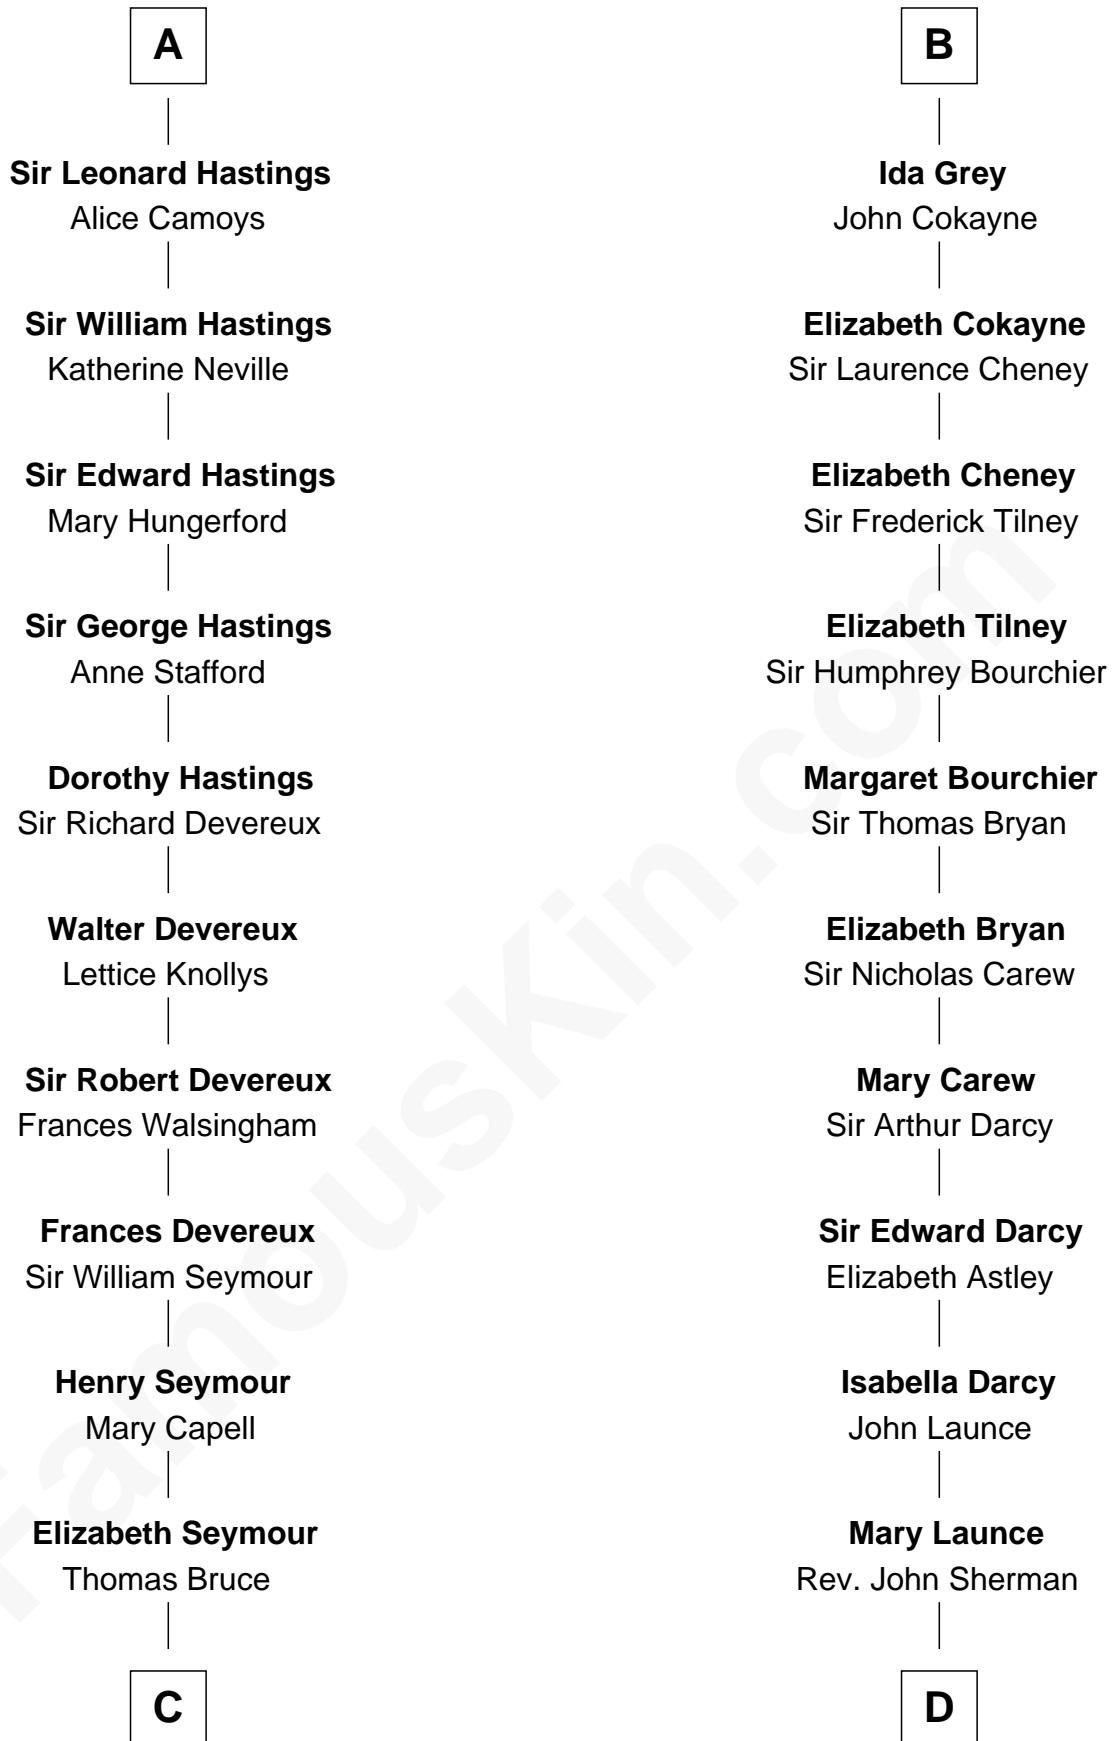 A
Sir Leonard Hastings
Alice Camoys
Sir William Hastings
Katherine Neville
Sir Edward Hastings
Mary Hungerford
Sir George Hastings
Anne Stafford
Dorothy Hastings
Sir Richard Devereux
Walter Devereux
Lettice Knollys
Sir Robert Devereux
Frances Walsingham
Frances Devereux
Sir William Seymour
Henry Seymour
Mary Capell
Elizabeth Seymour
Thomas Bruce
C
B
Ida Grey
John Cokayne
Elizabeth Cokayne
Sir Laurence Cheney
Elizabeth Cheney
Sir Frederick Tilney
Elizabeth Tilney
Sir Humphrey Bourchier
Margaret Bourchier
Sir Thomas Bryan
Elizabeth Bryan
Sir Nicholas Carew
Mary Carew
Sir Arthur Darcy
Sir Edward Darcy
Elizabeth Astley
Isabella Darcy
John Launce
Mary Launce
Rev. John Sherman
D
FamousKin.com